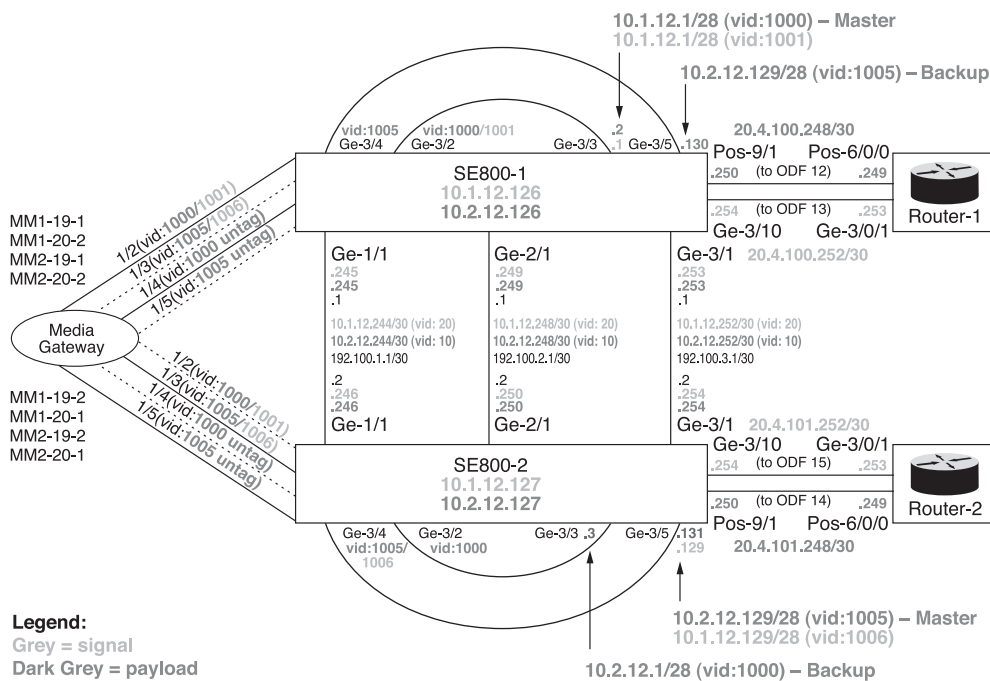 10.1.12.1/28 (vid:1000) – Master
10.1.12.1/28 (vid:1001)
10.2.12.129/28 (vid:1005) – Backup
vid:1005
vid:1000/1001
.2
.1
.130
20.4.100.248/30
Ge-3/4
Ge-3/2
Ge-3/3
Ge-3/5
Pos-9/1
Pos-6/0/0
SE800-1
10.1.12.126
10.2.12.126
.250
(to ODF 12)
.249
.254
(to ODF 13)
.253
Router-1
Ge-3/10
Ge-3/0/1
20.4.100.252/30
MM1-19-1
MM1-20-2
MM2-19-1
MM2-20-2
1/2(vid:1000/1001)
1/3(vid:1005/1006)
1/4(vid:1000 untag)
1/5(vid:1005 untag)
Ge-1/1
.245
.245
.1
Ge-2/1
.249
.249
.1
Ge-3/1
.253
.253
.1
Media
Gateway
10.1.12.244/30 (vid: 20)
10.2.12.244/30 (vid: 10)
192.100.1.1/30
10.1.12.248/30 (vid: 20)
10.2.12.248/30 (vid: 10)
192.100.2.1/30
10.1.12.252/30 (vid: 20)
10.2.12.252/30 (vid: 10)
192.100.3.1/30
.2
.246
.246
Ge-1/1
.2
.250
.250
Ge-2/1
.2
.254
.254
Ge-3/1
MM1-19-2
MM1-20-1
MM2-19-2
MM2-20-1
1/2(vid:1000/1001)
1/3(vid:1005/1006)
1/4(vid:1000 untag)
1/5(vid:1005 untag)
20.4.101.252/30
Ge-3/10
Ge-3/0/1
SE800-2
10.1.12.127
10.2.12.127
.254
(to ODF 15)
.253
.250
(to ODF 14)
.249
Router-2
Pos-9/1
Pos-6/0/0
20.4.101.248/30
Ge-3/4
Ge-3/2
Ge-3/3
.3
Ge-3/5
.131
.129
vid:1005/
1006
vid:1000
10.2.12.129/28 (vid:1005) – Master
10.1.12.129/28 (vid:1006)
10.2.12.1/28 (vid:1000) – Backup
Legend:
Grey = signal
Dark Grey = payload